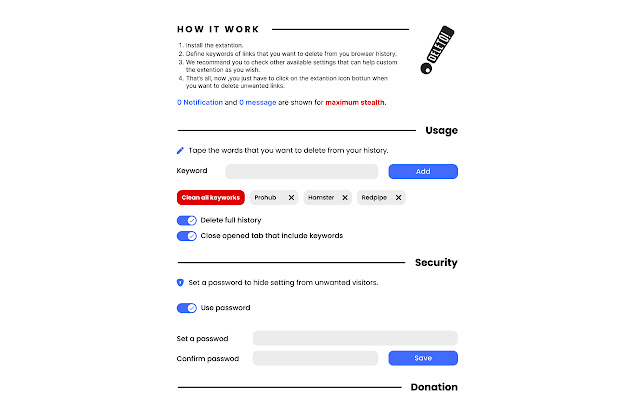 HOW IT WORK
DELETO!
1. Install the extantion.
2. Define keywords of links that you want to delete from you browser history.
3. We recommend you to check other available settings that can help custom
the extention as you wish.
4. That's all, now ,you just have to click on the extantion icon bottun when
you want to delete unwanted links.
0 Notification and 0 message are shown for maximum stealth.
Usage
Tape the words that you want to delete from your history.
Keyword
Add
Clean all keyworks
Prohub
Hamster
Redpipe
Delete full history
Close opened tab that include keywords
Security
Set a password to hide setting from unwanted visitors.
Use password
Set a passwod
Confirm passwod
Save
Donation